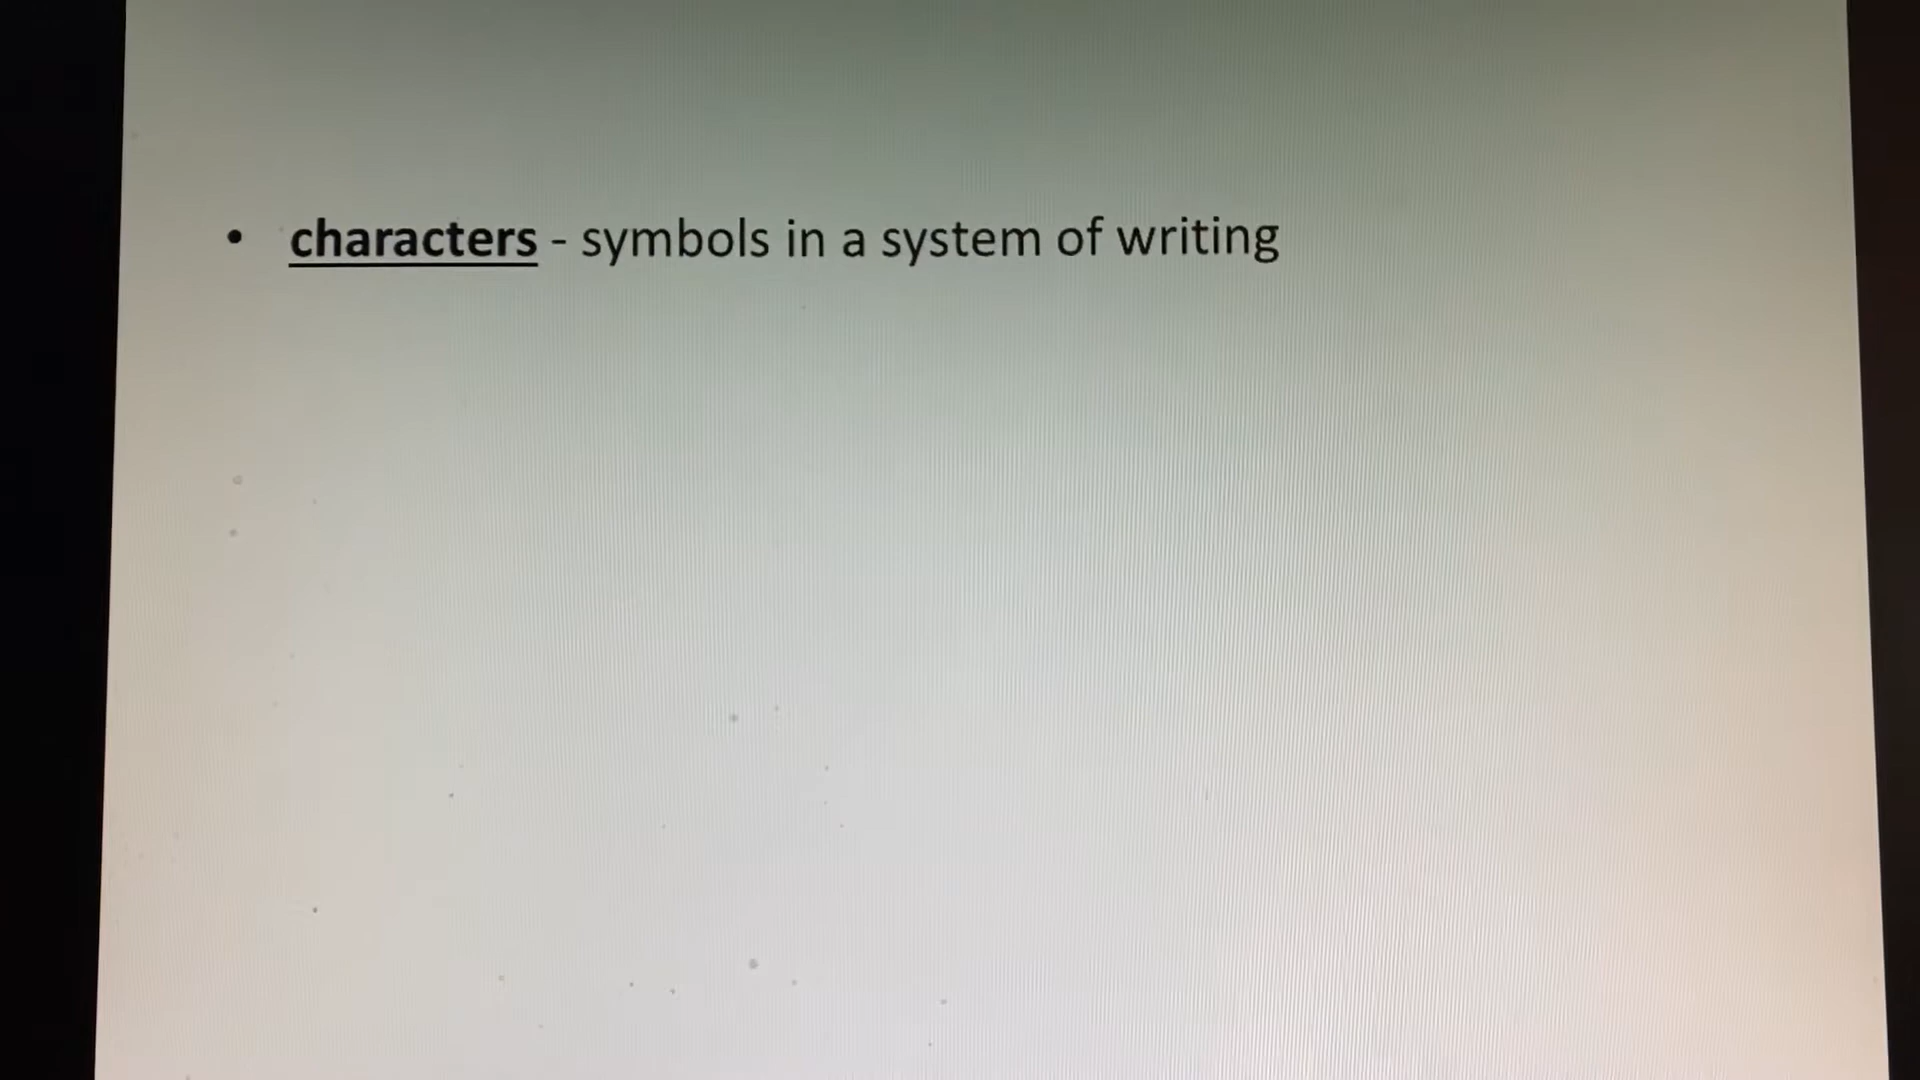 • characters - symbols in a system of writing